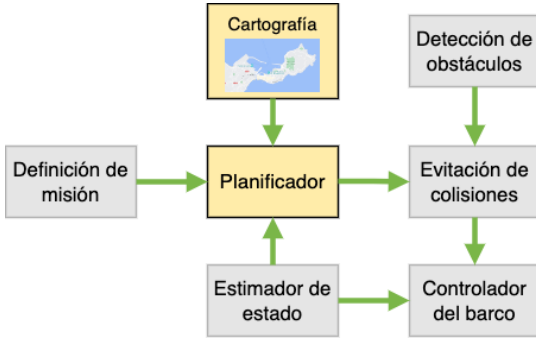 Cartografía
Detección de
obstáculos
Definición de
misión
Planificador
Evitación de
colisiones
Estimador de
estado
Controlador
del barco